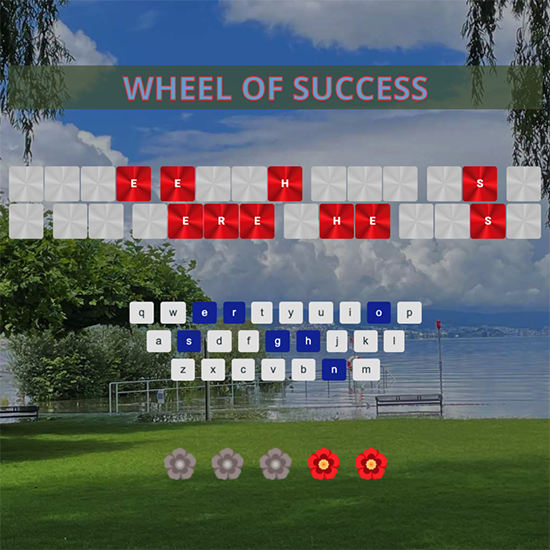 WHEEL OF SUCCESS
E E H S
E R E H E S
q w e r t y u i o p
a s d f g h j k l
z x c v b n m